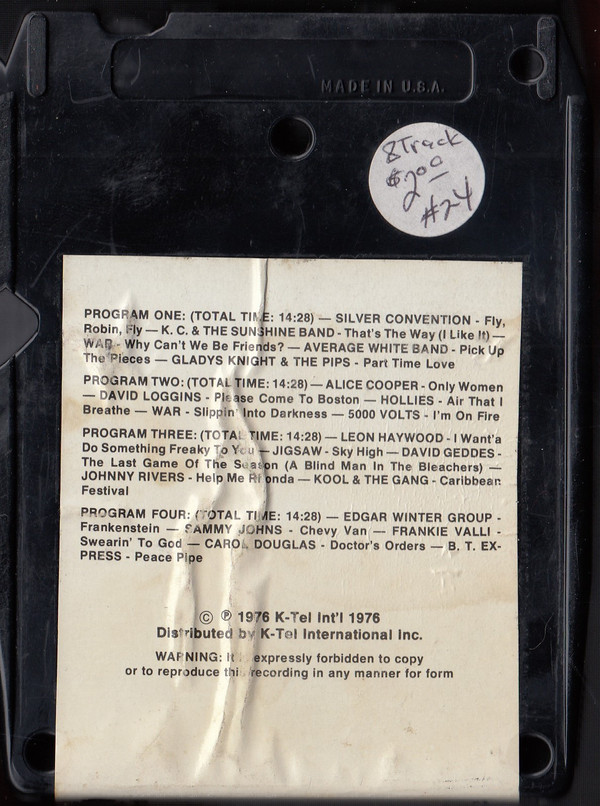 MADE IN U.S.A.
8 Track
$2.00
#24
PROGRAM ONE: (TOTAL TIME: 14:28) — SILVER CONVENTION - Fly,
Robin, Fly — K. C. & THE SUNSHINE BAND - That's The Way (I Like It) —
WAR - Why Can't We Be Friends? — AVERAGE WHITE BAND - Pick Up
The Pieces — GLADYS KNIGHT & THE PIPS - Part Time Love
PROGRAM TWO: (TOTAL TIME: 14:28) — ALICE COOPER - Only Women
— DAVID LOGGINS - Please Come To Boston — HOLLIES - Air That I
Breathe — WAR - Slippin' Into Darkness — 5000 VOLTS - I'm On Fire
PROGRAM THREE: (TOTAL TIME: 14:28) — LEON HAYWOOD - I Want'a
Do Something Freaky To You — JIGSAW - Sky High — DAVID GEDDES -
The Last Game Of The Season (A Blind Man In The Bleachers) —
JOHNNY RIVERS - Help Me Rhonda — KOOL & THE GANG - Caribbean
Festival
PROGRAM FOUR: (TOTAL TIME: 14:28) — EDGAR WINTER GROUP -
Frankenstein — SAMMY JOHNS - Chevy Van — FRANKIE VALLI -
Swearin' To God — CAROL DOUGLAS - Doctor's Orders — B. T. EX-
PRESS - Peace Pipe
© ℗ 1976 K-Tel Int'l 1976
Distributed by K-Tel International Inc.
WARNING: It is expressly forbidden to copy
or to reproduce this recording in any manner for form